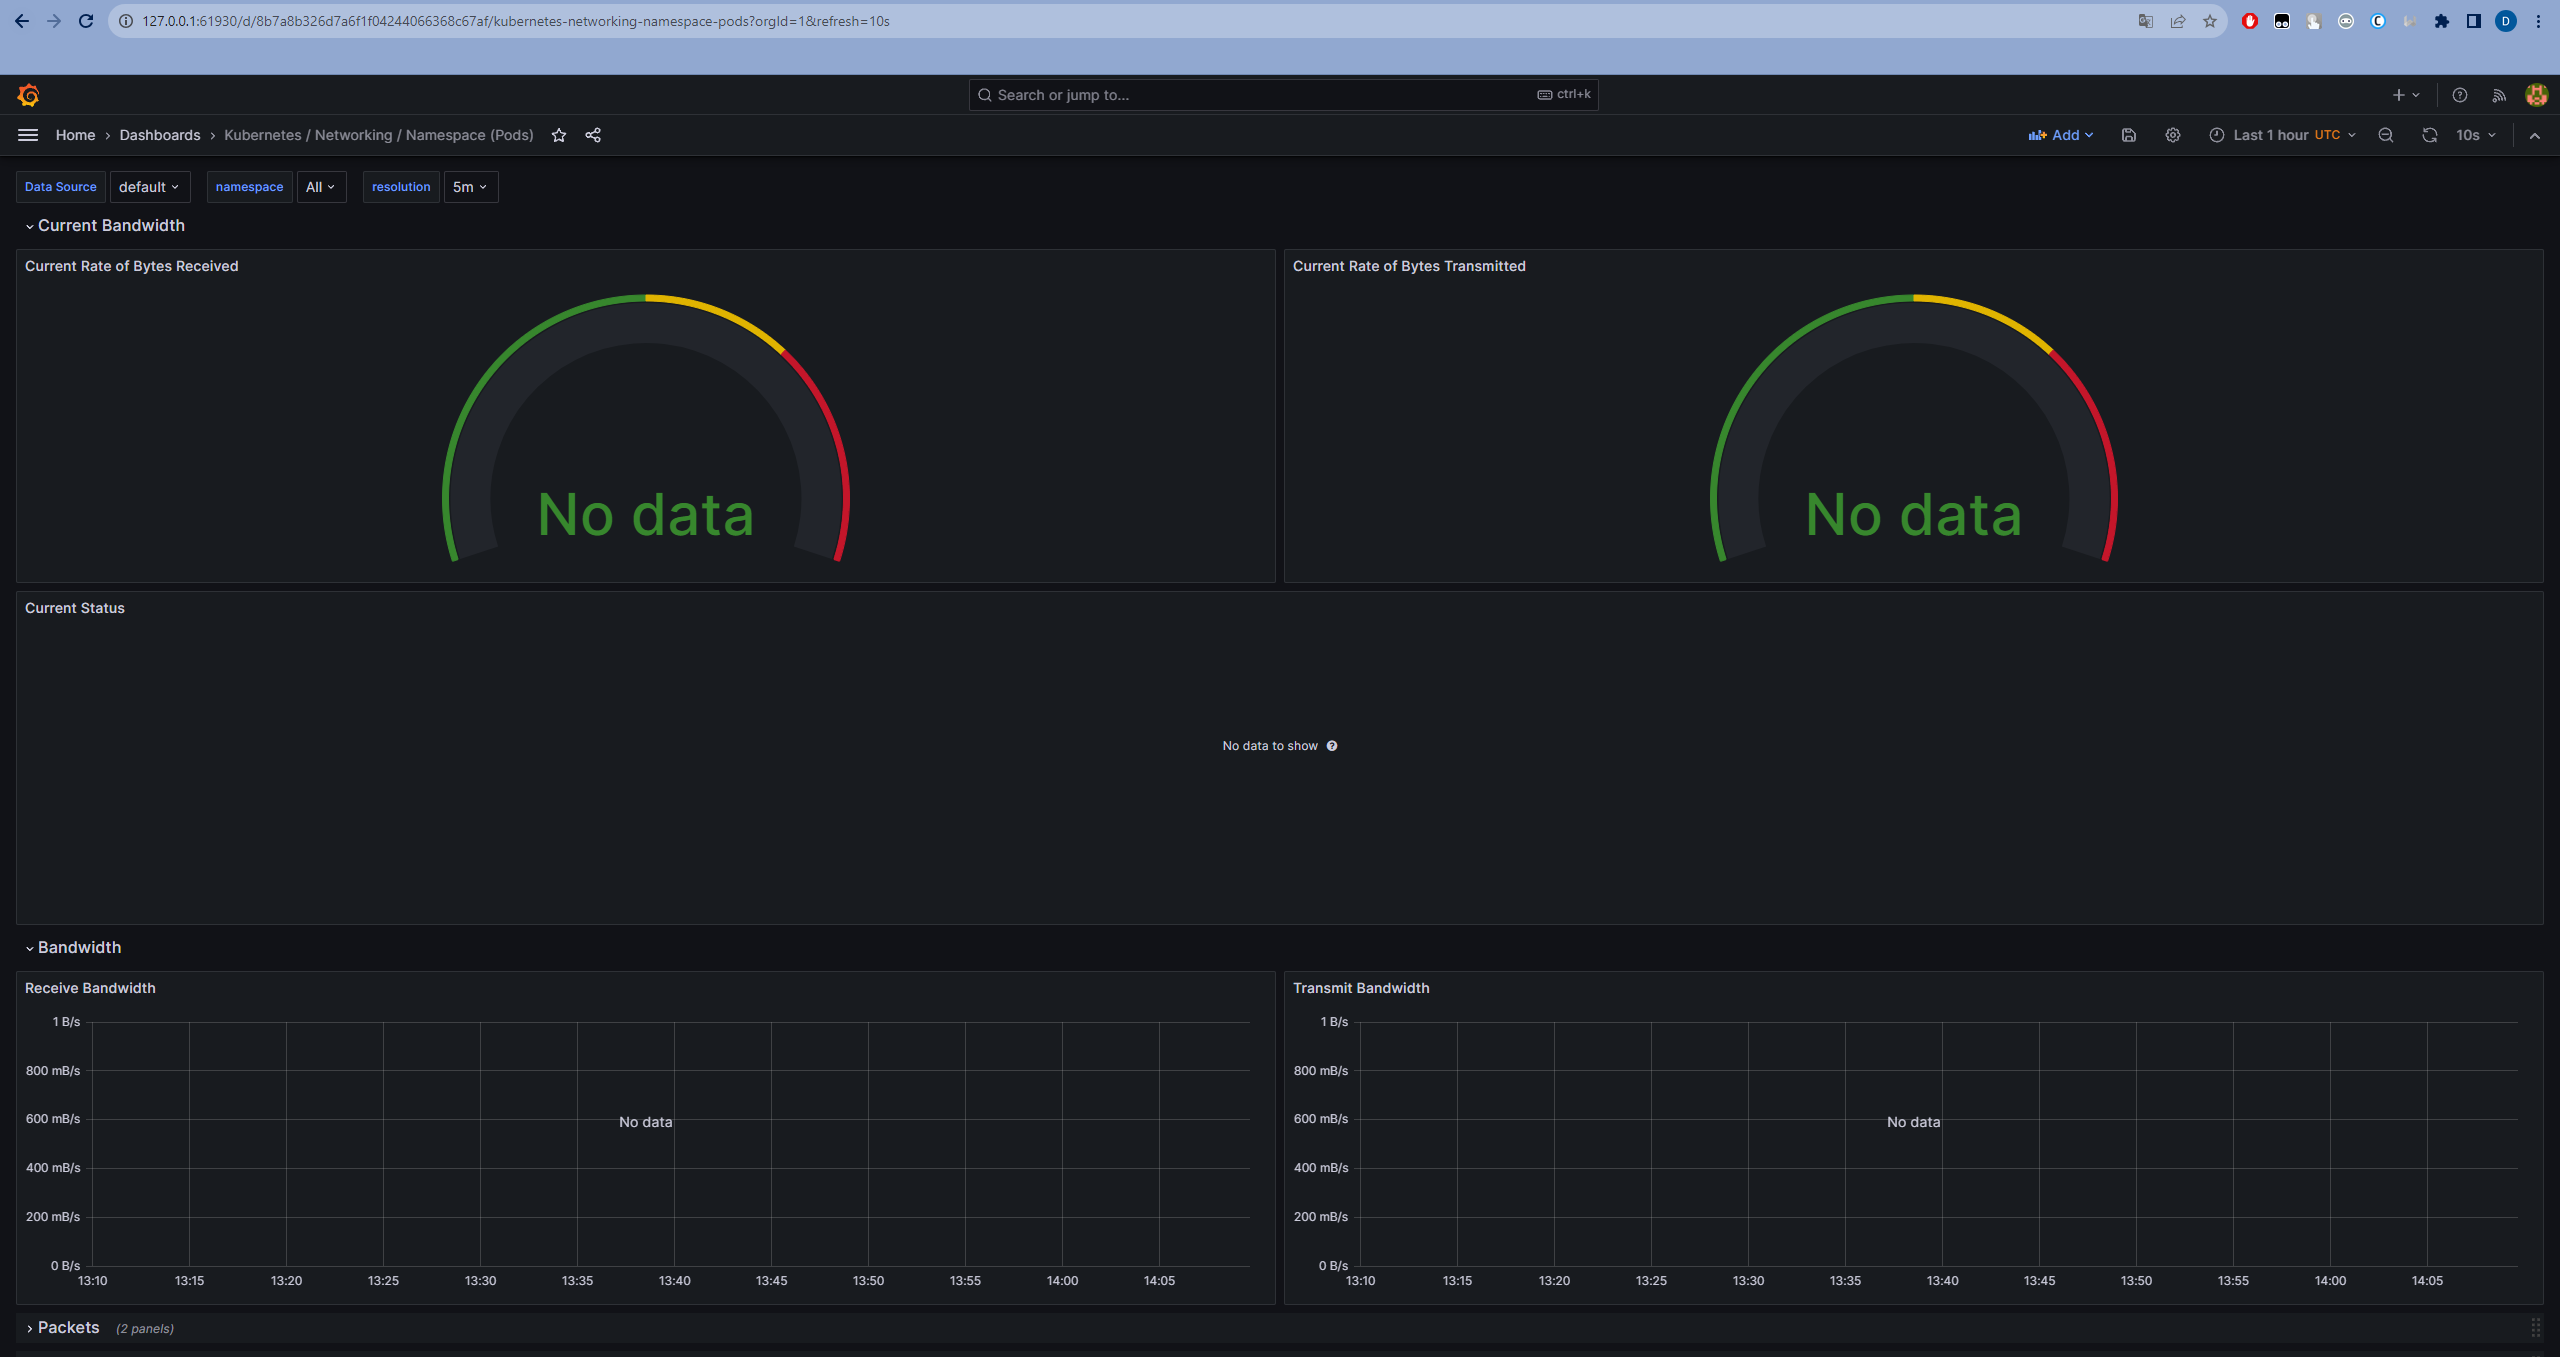 127.0.0.1:61930/d/8b7a8b326d7a6f1f04244066368c67af/kubernetes-networking-namespace-pods?orgId=1&refresh=10s
D
Search or jump to... ctrl+k
Home › Dashboards › Kubernetes / Networking / Namespace (Pods)
Add Last 1 hour UTC 10s
Data Source default namespace All resolution 5m
Current Bandwidth
Current Rate of Bytes Received
No data
Current Rate of Bytes Transmitted
No data
Current Status
No data to show
Bandwidth
Receive Bandwidth
1 B/s
800 mB/s
600 mB/s
400 mB/s
200 mB/s
0 B/s
No data
13:10 13:15 13:20 13:25 13:30 13:35 13:40 13:45 13:50 13:55 14:00 14:05
Transmit Bandwidth
1 B/s
800 mB/s
600 mB/s
400 mB/s
200 mB/s
0 B/s
No data
13:10 13:15 13:20 13:25 13:30 13:35 13:40 13:45 13:50 13:55 14:00 14:05
Packets (2 panels)